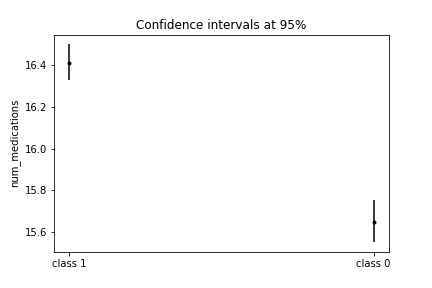 Confidence intervals at 95%
num_medications
16.4
16.2
16.0
15.8
15.6
class 1
class 0